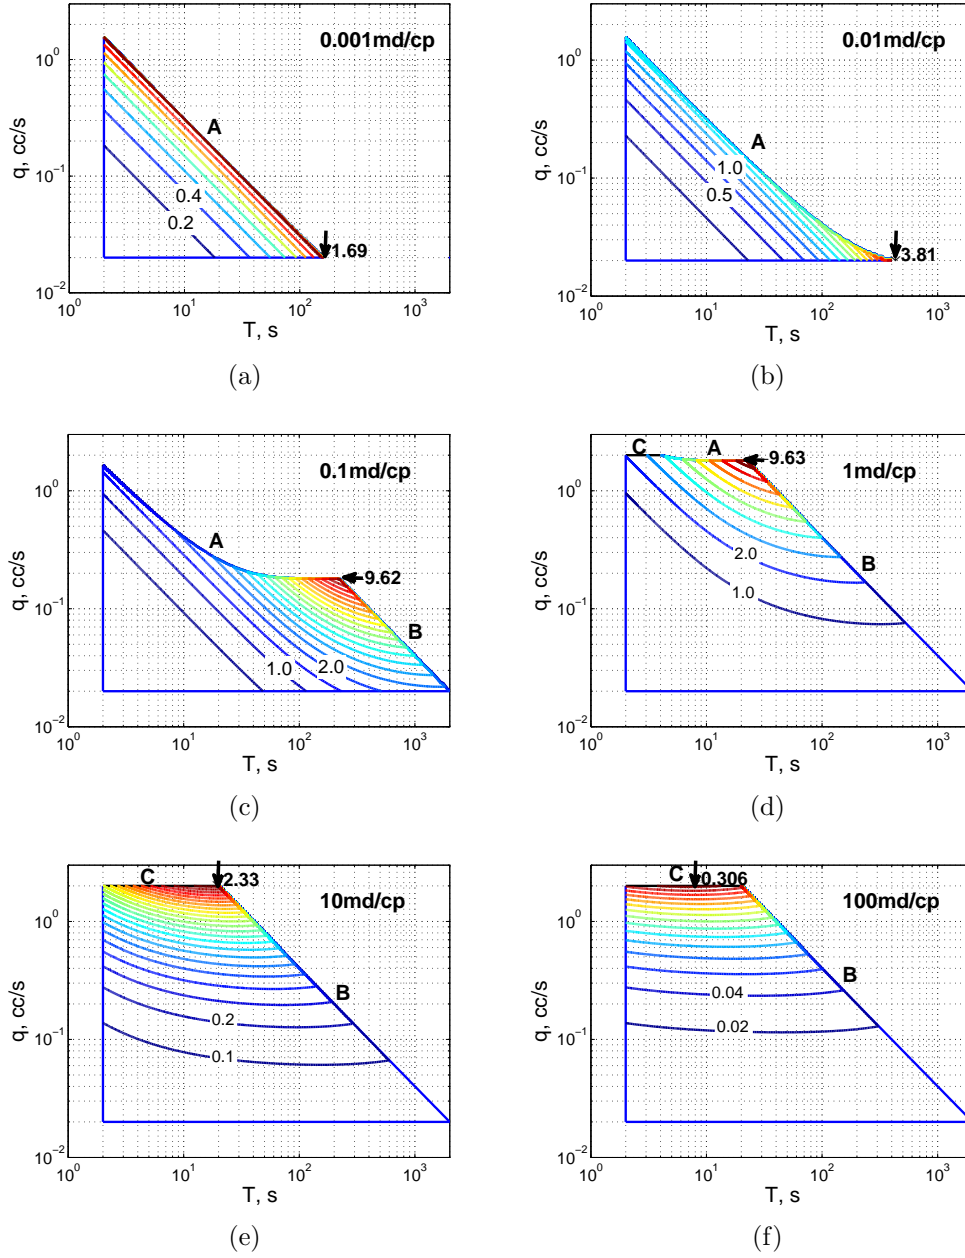 0.001md/cp
q, cc/s
10^0
10^-1
10^-2
A
0.4
0.2
1.69
10^0 10^1 10^2 10^3
T, s
(a)
0.01md/cp
q, cc/s
10^0
10^-1
10^-2
A
1.0
0.5
3.81
10^0 10^1 10^2 10^3
T, s
(b)
0.1md/cp
q, cc/s
10^0
10^-1
10^-2
A
9.62
B
1.0
2.0
10^0 10^1 10^2 10^3
T, s
(c)
C A 9.63
1md/cp
q, cc/s
10^0
10^-1
10^-2
2.0
B
1.0
10^0 10^1 10^2 10^3
T, s
(d)
C 2.33
10md/cp
q, cc/s
10^0
10^-1
10^-2
B
0.2
0.1
10^0 10^1 10^2 10^3
T, s
(e)
C 0.306
100md/cp
q, cc/s
10^0
10^-1
10^-2
B
0.04
0.02
10^0 10^1 10^2 10^3
T, s
(f)